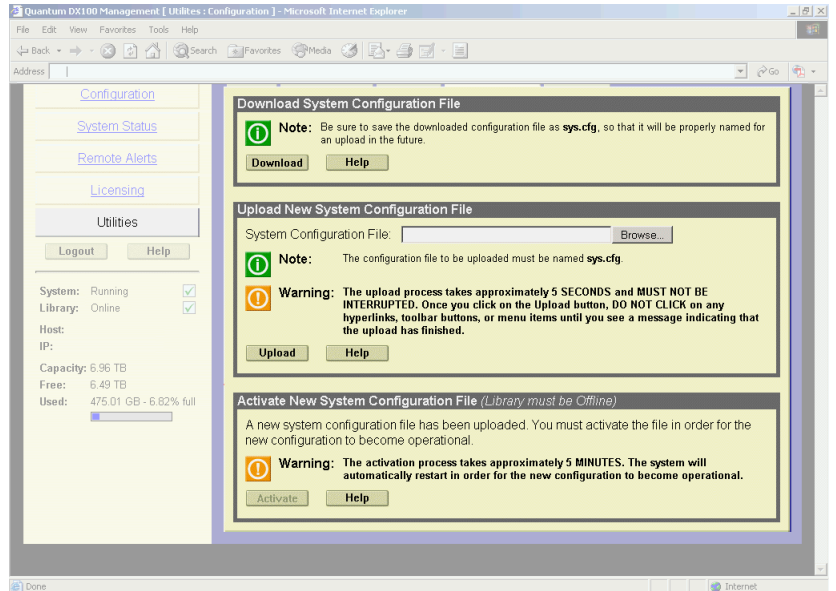 Quantum DX100 Management [ Utilites : Configuration ] - Microsoft Internet Explorer
File Edit View Favorites Tools Help
Back Search Favorites Media
Address Go
Configuration
System Status
Remote Alerts
Licensing
Utilities
Logout Help
System: Running
Library: Online
Host:
IP:
Capacity: 6.96 TB
Free: 6.49 TB
Used: 475.01 GB - 6.82% full
Download System Configuration File
Note: Be sure to save the downloaded configuration file as sys.cfg, so that it will be properly named for
an upload in the future.
Download Help
Upload New System Configuration File
System Configuration File: Browse...
Note: The configuration file to be uploaded must be named sys.cfg.
Warning: The upload process takes approximately 5 SECONDS and MUST NOT BE
INTERRUPTED. Once you click on the Upload button, DO NOT CLICK on any
hyperlinks, toolbar buttons, or menu items until you see a message indicating that
the upload has finished.
Upload Help
Activate New System Configuration File (Library must be Offline)
A new system configuration file has been uploaded. You must activate the file in order for the
new configuration to become operational.
Warning: The activation process takes approximately 5 MINUTES. The system will
automatically restart in order for the new configuration to become operational.
Activate Help
Done Internet